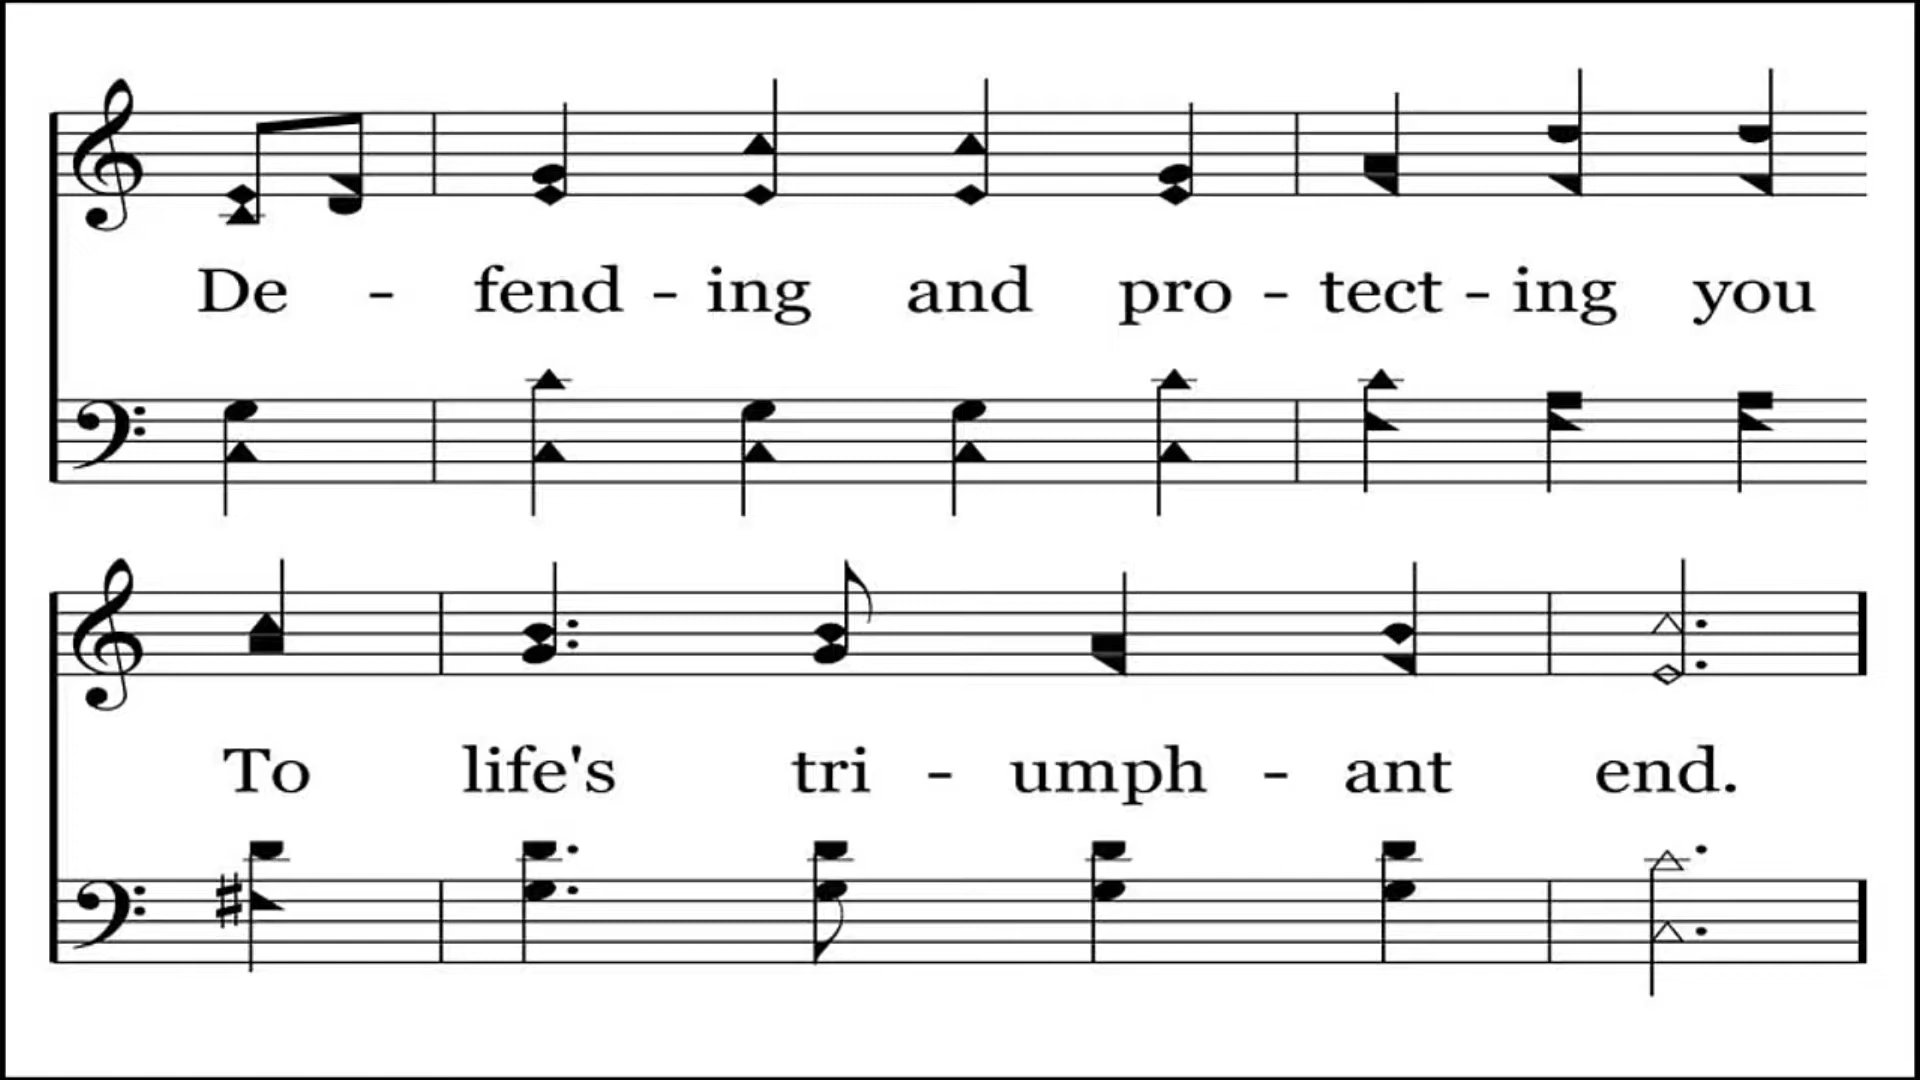 De - fend - ing and pro - tect - ing you
To life's tri - umph - ant end.